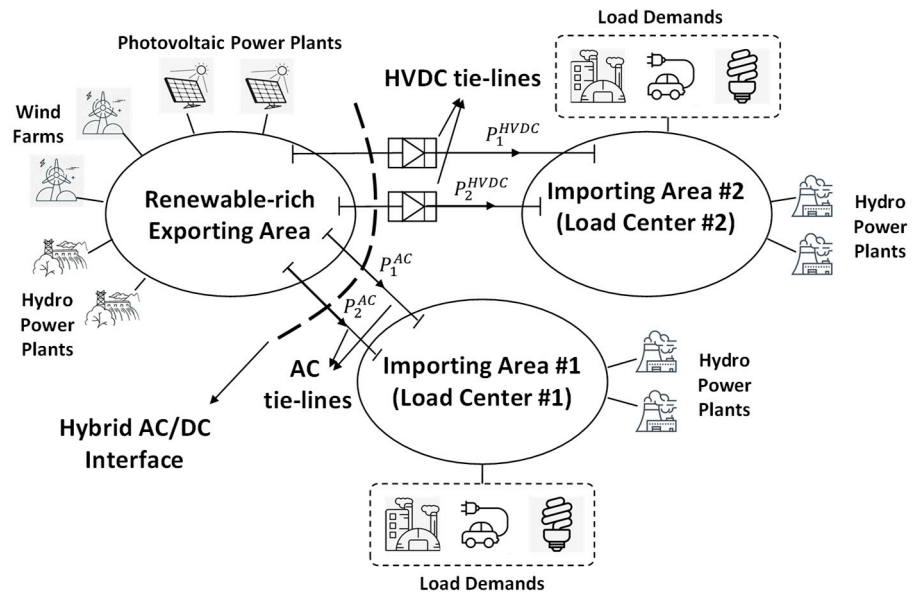 Load Demands
Photovoltaic Power Plants
HVDC tie-lines
Wind
Farms
P_1^{HVDC}
P_2^{HVDC}
Renewable-rich
Exporting Area
Importing Area #2
(Load Center #2)
Hydro
Power
Plants
P_1^{AC}
P_2^{AC}
Hydro
Power
Plants
AC
tie-lines
Importing Area #1
(Load Center #1)
Hydro
Power
Plants
Hybrid AC/DC
Interface
Load Demands